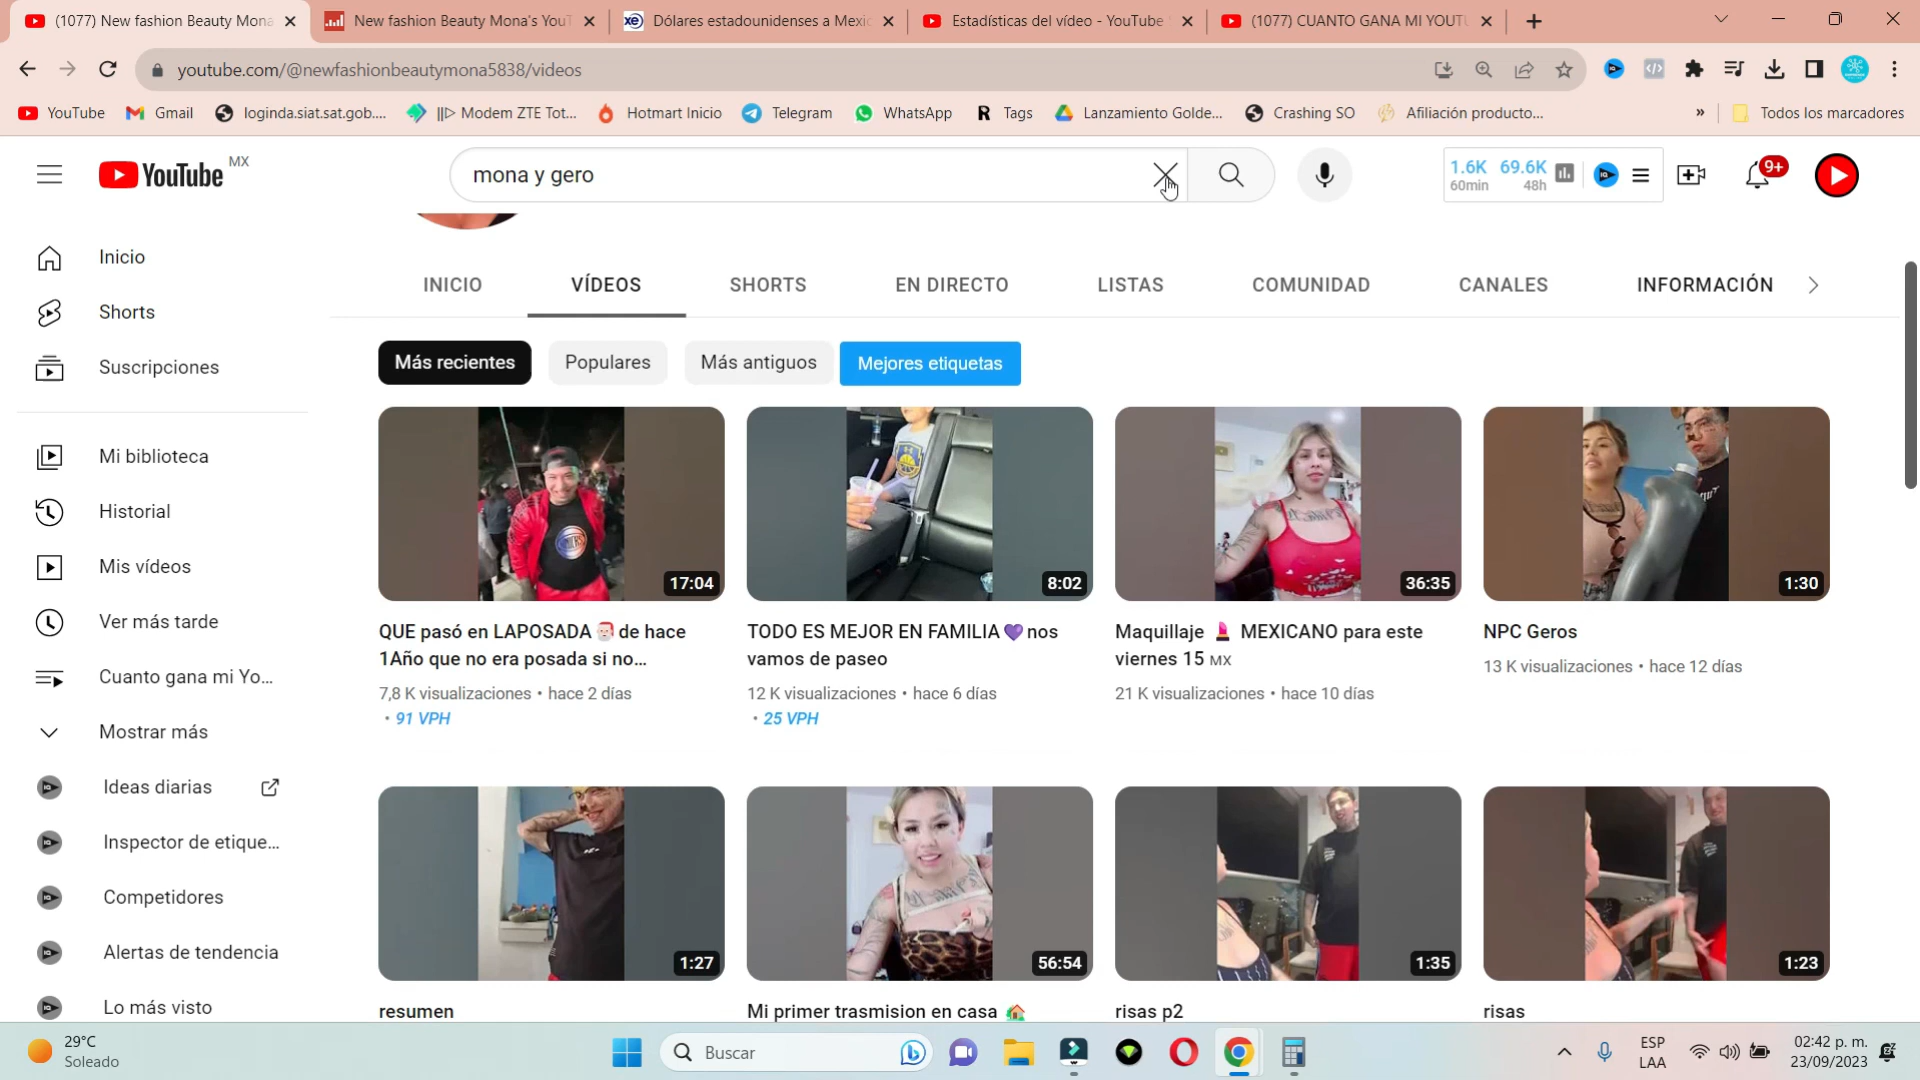 (1077) New fashion Beauty Mona
New fashion Beauty Mona's YouT
Dólares estadounidenses a Mexic
Estadísticas del vídeo - YouTube
(1077) CUANTO GANA MI YOUTU
youtube.com/@newfashionbeautymona5838/videos
YouTube
Gmail
loginda.siat.sat.gob....
||▷ Modem ZTE Tot...
Hotmart Inicio
Telegram
WhatsApp
Tags
Lanzamiento Golde...
Crashing SO
Afiliación producto...
»
Todos los marcadores
YouTube MX
mona y gero
1.6K 69.6K
60min 48h
9+
Inicio
Shorts
Suscripciones
Mi biblioteca
Historial
Mis vídeos
Ver más tarde
Cuanto gana mi Yo...
Mostrar más
Ideas diarias
Inspector de etique...
Competidores
Alertas de tendencia
Lo más visto
INICIO
VÍDEOS
SHORTS
EN DIRECTO
LISTAS
COMUNIDAD
CANALES
INFORMACIÓN
Más recientes
Populares
Más antiguos
Mejores etiquetas
17:04
QUE pasó en LAPOSADA 🎅 de hace
1Año que no era posada si no...
7,8 K visualizaciones • hace 2 días
• 91 VPH
8:02
TODO ES MEJOR EN FAMILIA 💜 nos
vamos de paseo
12 K visualizaciones • hace 6 días
• 25 VPH
36:35
Maquillaje 💄 MEXICANO para este
viernes 15 MX
21 K visualizaciones • hace 10 días
1:30
NPC Geros
13 K visualizaciones • hace 12 días
1:27
resumen
56:54
Mi primer trasmision en casa 🏠
1:35
risas p2
1:23
risas
29°C
Soleado
Buscar
ESP
LAA
02:42 p. m.
23/09/2023